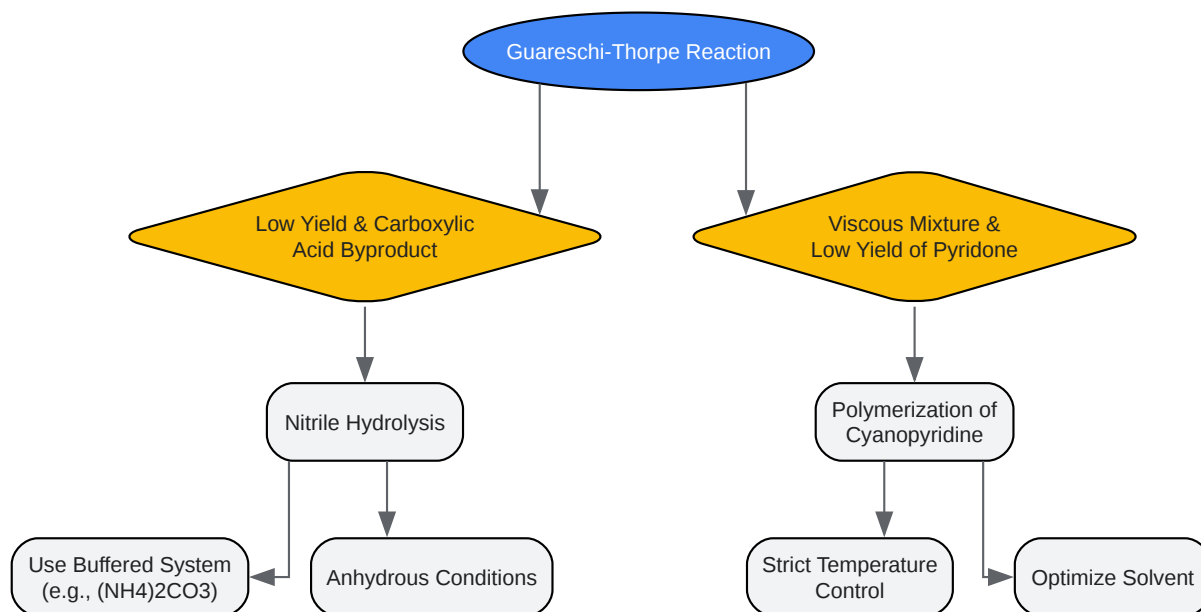 Guareschi-Thorpe Reaction
Low Yield & Carboxylic
Acid Byproduct
Viscous Mixture &
Low Yield of Pyridone
Nitrile Hydrolysis
Polymerization of
Cyanopyridine
Use Buffered System
(e.g., (NH4)2CO3)
Anhydrous Conditions
Strict Temperature
Control
Optimize Solvent